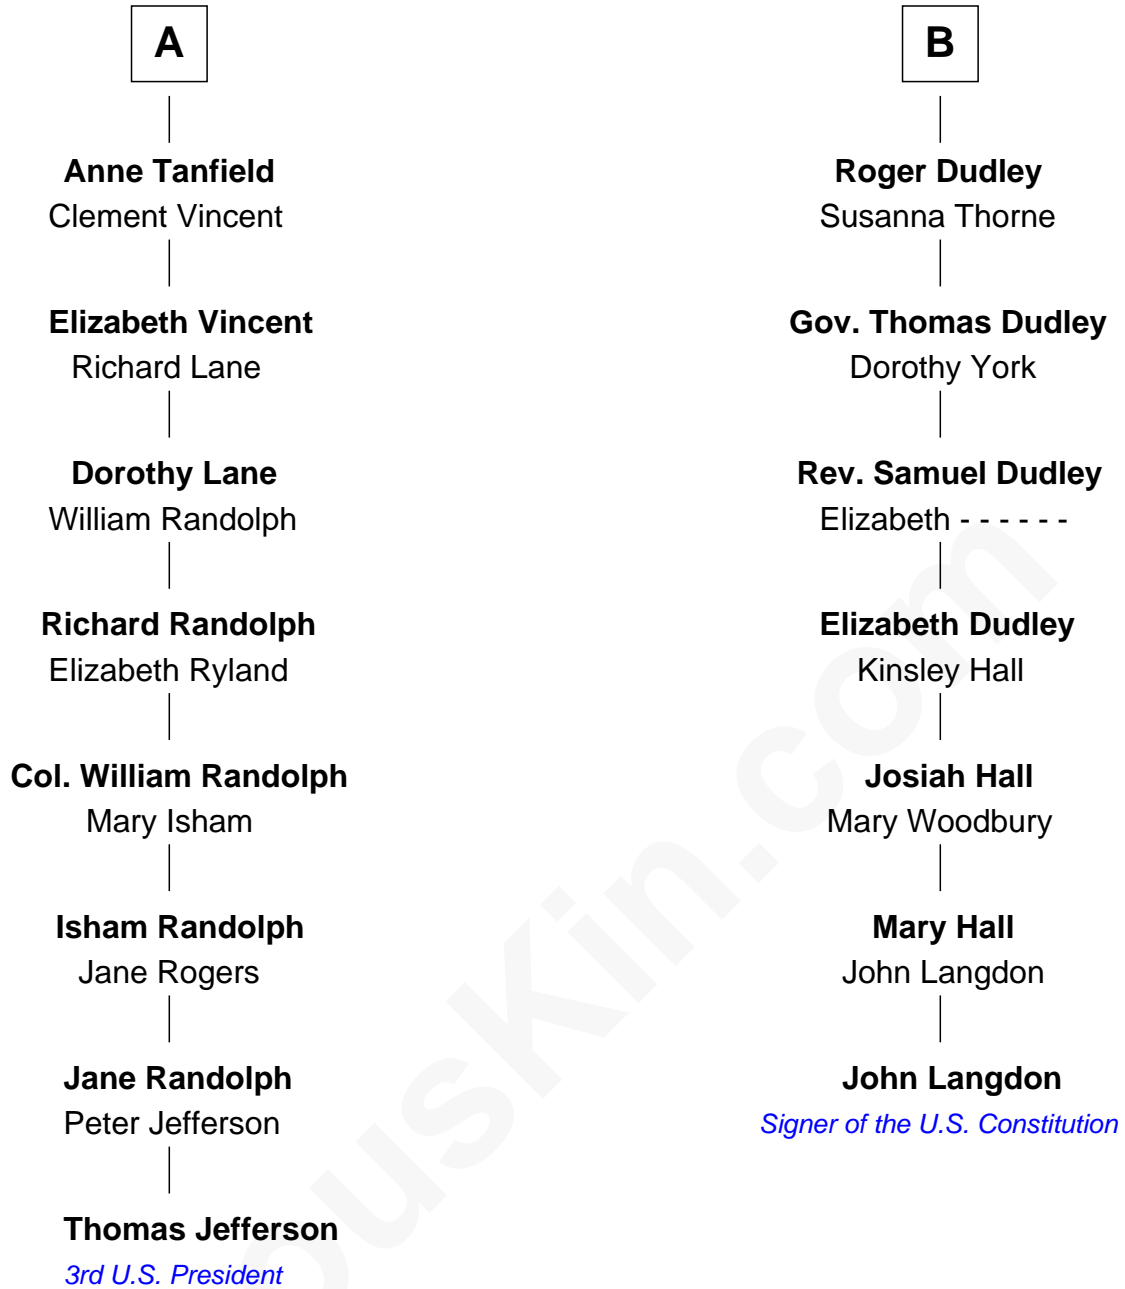 A
Anne Tanfield
Clement Vincent
Elizabeth Vincent
Richard Lane
Dorothy Lane
William Randolph
Richard Randolph
Elizabeth Ryland
Col. William Randolph
Mary Isham
Isham Randolph
Jane Rogers
Jane Randolph
Peter Jefferson
Thomas Jefferson
3rd U.S. President
B
Roger Dudley
Susanna Thorne
Gov. Thomas Dudley
Dorothy York
Rev. Samuel Dudley
Elizabeth - - - - - -
Elizabeth Dudley
Kinsley Hall
Josiah Hall
Mary Woodbury
Mary Hall
John Langdon
John Langdon
Signer of the U.S. Constitution
ousKin.com